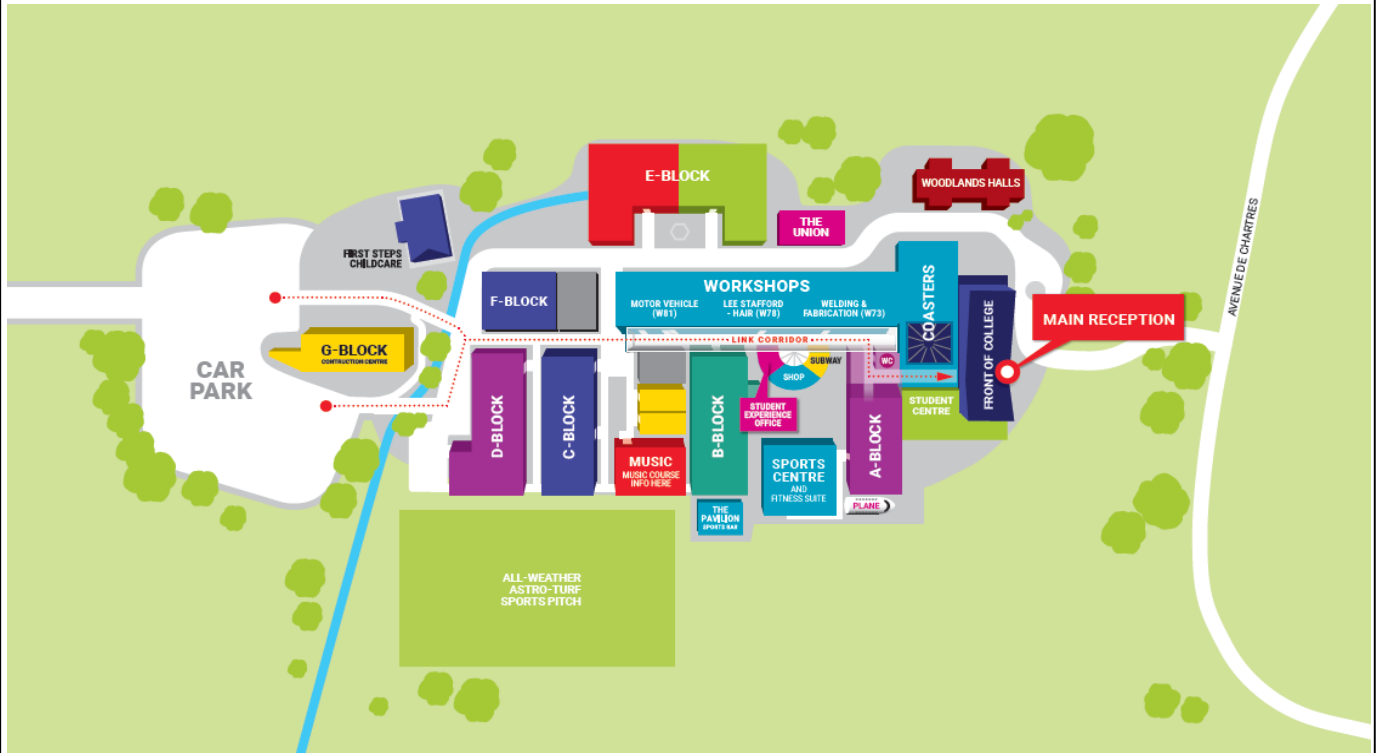 E-BLOCK
WOODLANDS HALLS
THE
UNION
AVENUE DE CHARTRES
FIRST STEPS
CHILDCARE
F-BLOCK
WORKSHOPS
MOTOR VEHICLE
(W81)
LEE STAFFORD
- HAIR (W78)
WELDING &
FABRICATION (W73)
COASTERS
FRONT OF COLLEGE
MAIN RECEPTION
LINK CORRIDOR
G-BLOCK
CONTRUCTION CENTRE
CAR
PARK
SUBWAY
WC
SHOP
STUDENT
EXPERIENCE
OFFICE
STUDENT
CENTRE
D-BLOCK
C-BLOCK
B-BLOCK
A-BLOCK
MUSIC
MUSIC COURSE
INFO HERE
SPORTS
CENTRE
AND
FITNESS SUITE
PLANE
THE
PAVILION
SPORTS BAR
ALL-WEATHER
ASTRO-TURF
SPORTS PITCH